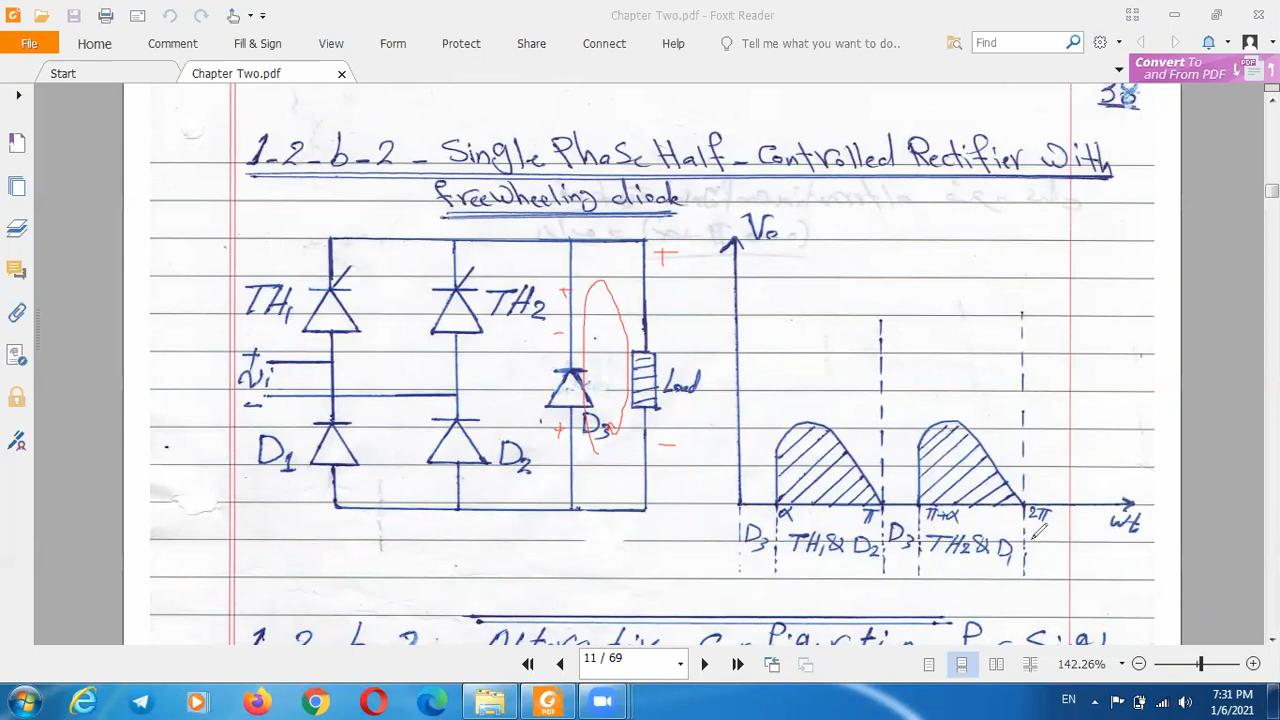 Chapter Two.pdf - Foxit Reader
File Home Comment Fill & Sign View Form Protect Share Connect Help Tell me what you want to do.. Find
Start Chapter Two.pdf
Convert To and From PDF PDF
1-2-b-2 - Single Phase Half-Controlled Rectifier With
freewheeling diode
Vo
+
TH1 TH2
+
-
+
Vi
-
Load
+
D3
D1 D2
-
α π π+α 2π wt
D3 TH1 & D2 D3 TH2 & D1
11 / 69
142.26%
EN
7:31 PM
1/6/2021